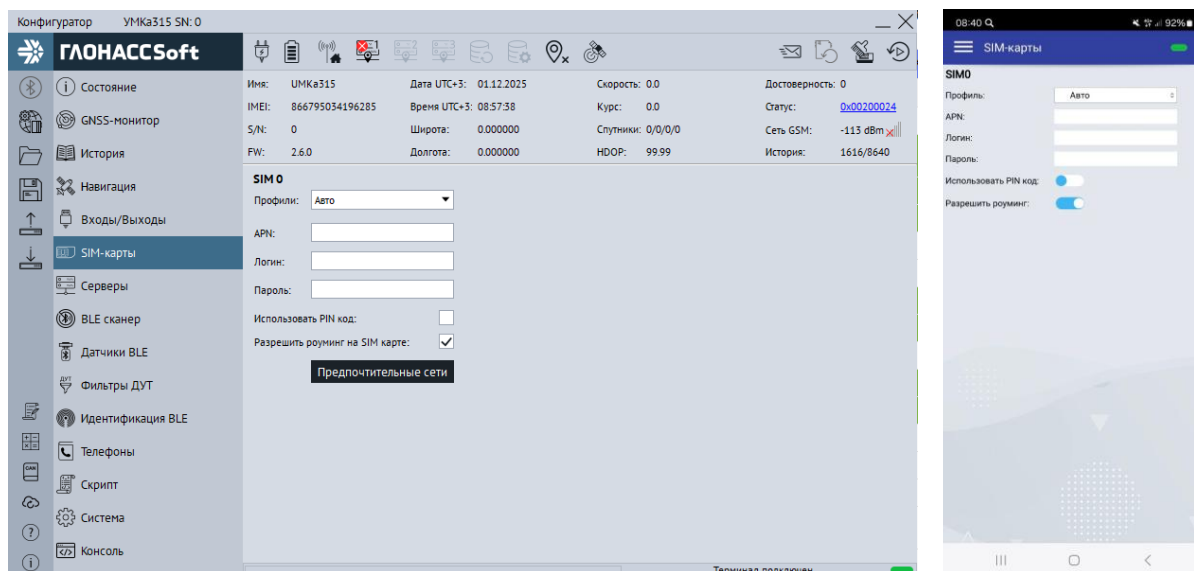 Конфигуратор УМКа315 SN: 0
ГЛОНАССSoft
Имя: UMKa315 Дата UTC+3: 01.12.2025 Скорость: 0.0 Достоверность: 0
IMEI: 866795034196285 Время UTC+3: 08:57:38 Курс: 0.0 Статус: 0x00200024
S/N: 0 Широта: 0.000000 Спутники: 0/0/0/0 Сеть GSM: -113 dBm
FW: 2.6.0 Долгота: 0.000000 HDOP: 99.99 История: 1616/8640
Состояние
GNSS-монитор
История
Навигация
Входы/Выходы
SIM-карты
Серверы
BLE сканер
Датчики BLE
Фильтры ДУТ
Идентификация BLE
Телефоны
Скрипт
Система
Консоль
SIM 0
Профили: Авто
APN:
Логин:
Пароль:
Использовать PIN код:
Разрешить роуминг на SIM карте:
Предпочтительные сети
Терминал подключен
08:40 92%
SIM-карты
SIM0
Профиль: Авто
APN:
Логин:
Пароль:
Использовать PIN код:
Разрешить роуминг: